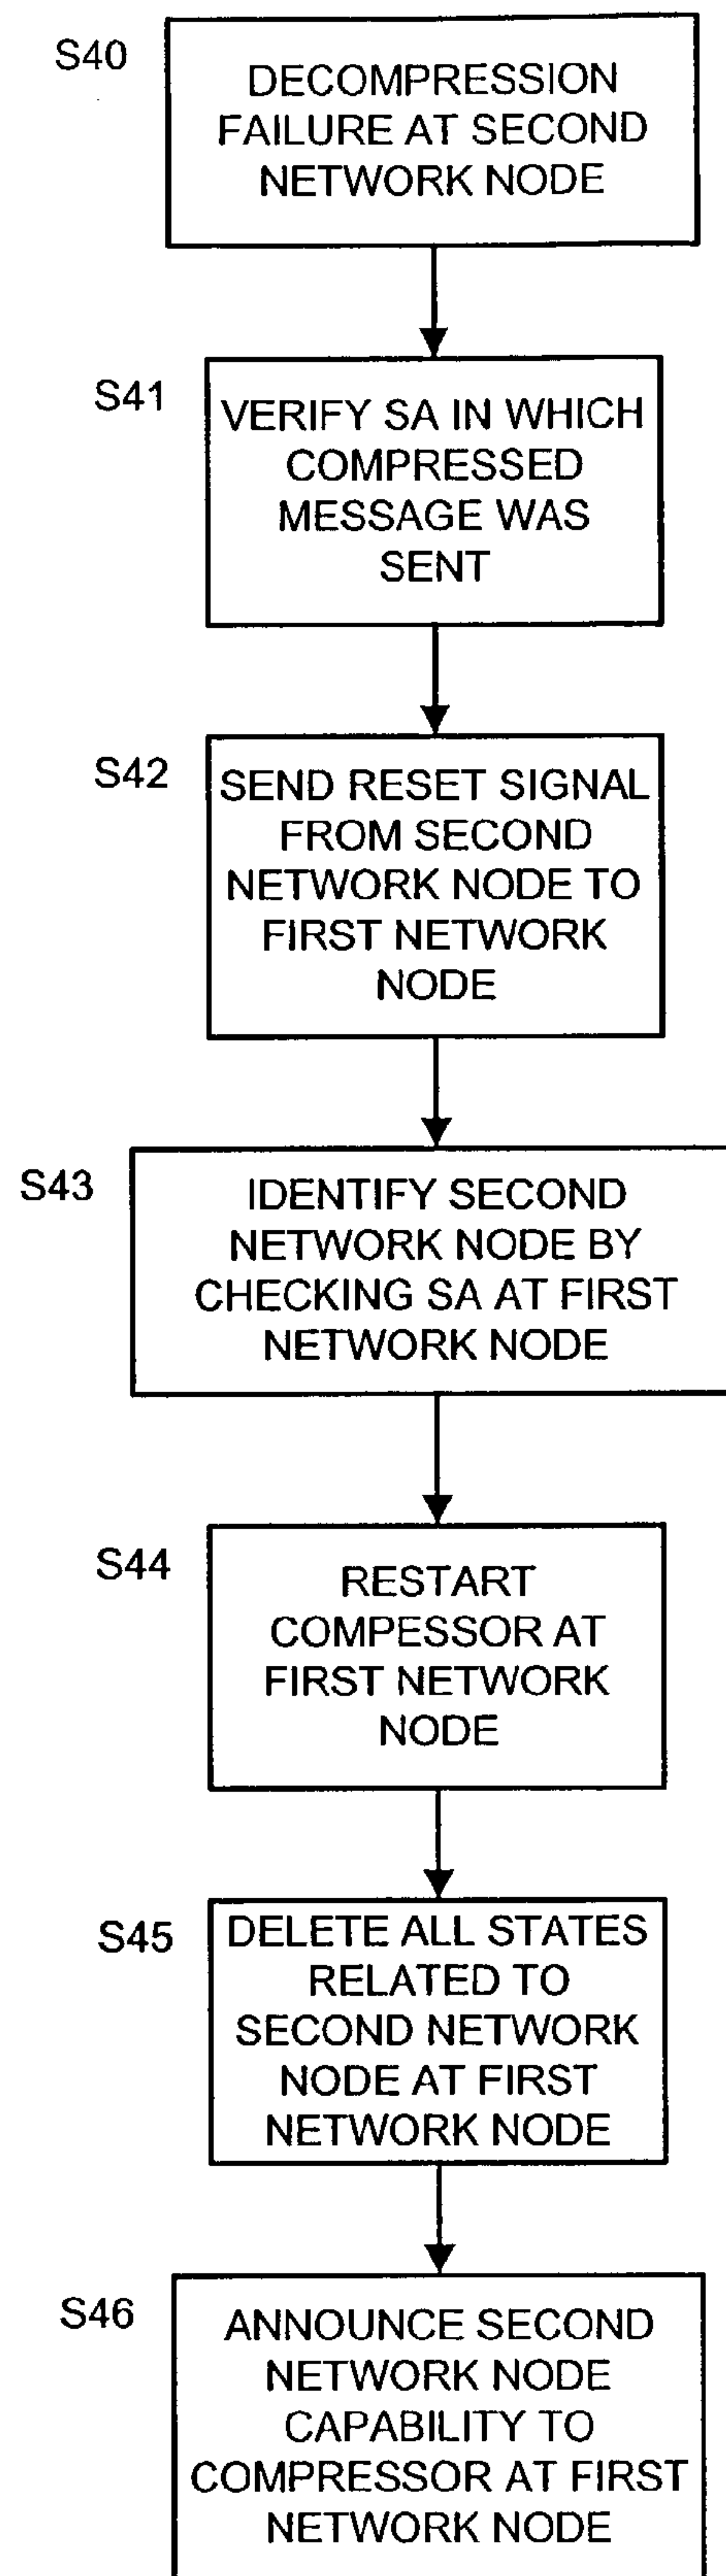 S40
DECOMPRESSION
FAILURE AT SECOND
NETWORK NODE
S41
VERIFY SA IN WHICH
COMPRESSED
MESSAGE WAS
SENT
S42
SEND RESET SIGNAL
FROM SECOND
NETWORK NODE TO
FIRST NETWORK
NODE
S43
IDENTIFY SECOND
NETWORK NODE BY
CHECKING SA AT FIRST
NETWORK NODE
S44
RESTART
COMPESSOR AT
FIRST NETWORK
NODE
S45
DELETE ALL STATES
RELATED TO
SECOND NETWORK
NODE AT FIRST
NETWORK NODE
S46
ANNOUNCE SECOND
NETWORK NODE
CAPABILITY TO
COMPRESSOR AT FIRST
NETWORK NODE